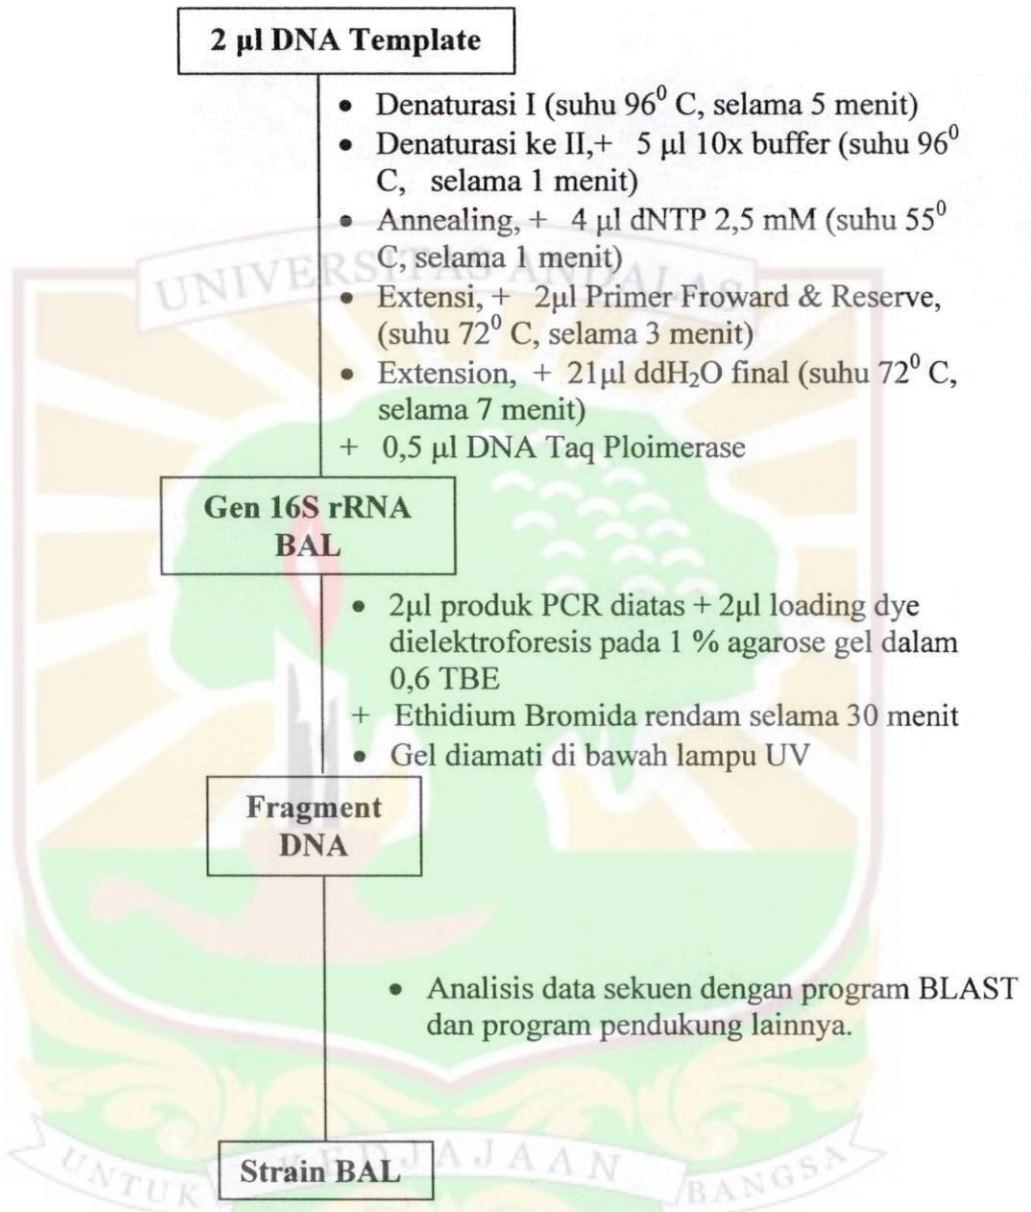 2 µl DNA Template
• Denaturasi I (suhu 96⁰ C, selama 5 menit)
• Denaturasi ke II,+ 5 µl 10x buffer (suhu 96⁰
C, selama 1 menit)
• Annealing, + 4 µl dNTP 2,5 mM (suhu 55⁰
C, selama 1 menit)
UNIVERSITAS ANDALAS
• Extensi, + 2µl Primer Froward & Reserve,
(suhu 72⁰ C, selama 3 menit)
• Extension, + 21µl ddH₂O final (suhu 72⁰ C,
selama 7 menit)
+ 0,5 µl DNA Taq Ploimerase
Gen 16S rRNA
BAL
• 2µl produk PCR diatas + 2µl loading dye
dielektroforesis pada 1 % agarose gel dalam
0,6 TBE
+ Ethidium Bromida rendam selama 30 menit
• Gel diamati di bawah lampu UV
Fragment
DNA
• Analisis data sekuen dengan program BLAST
dan program pendukung lainnya.
UNTUK KEDJAJAAN BANGSA
Strain BAL